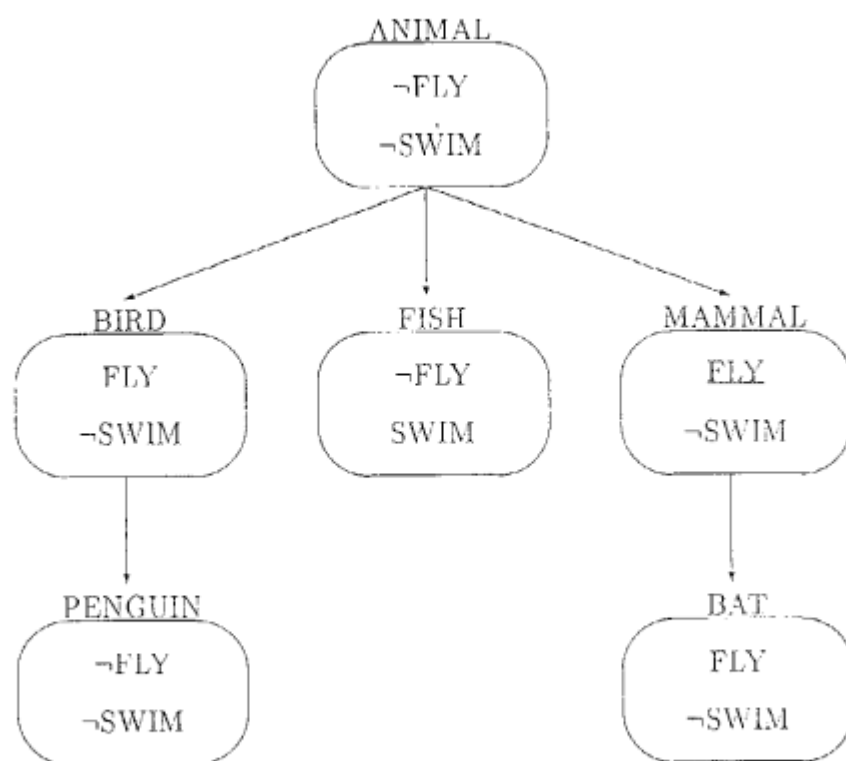 ANIMAL
¬FLY
¬SWIM
BIRD
FISH
MAMMAL
FLY
¬FLY
FLY
¬SWIM
SWIM
¬SWIM
PENGUIN
BAT
¬FLY
FLY
¬SWIM
¬SWIM